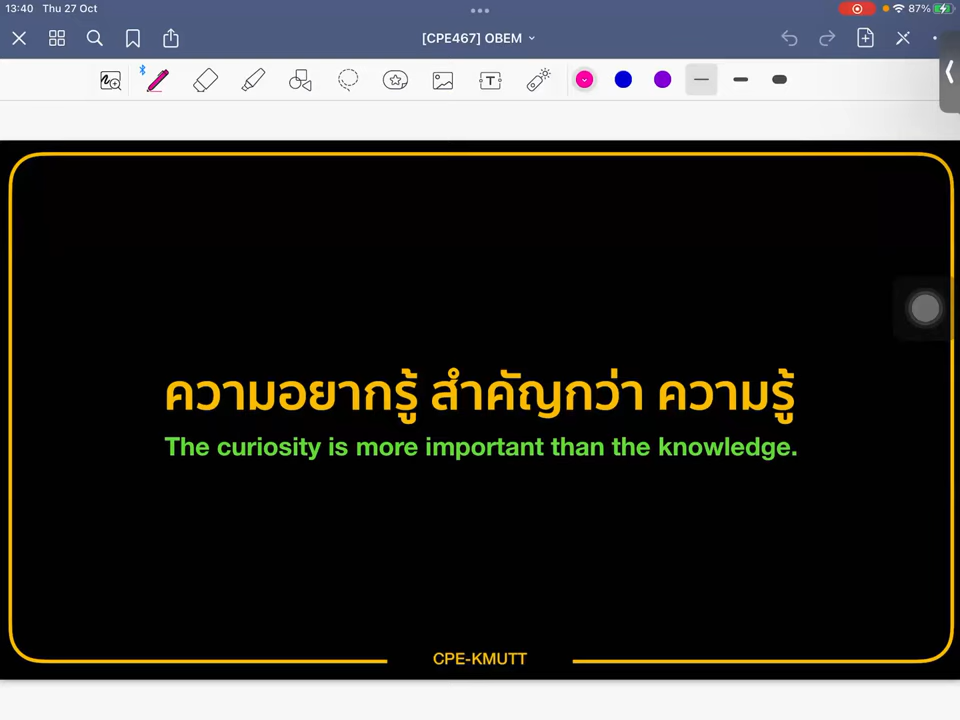 13:40 Thu 27 Oct
87%
[CPE467] OBEM
T
ความอยากรู้ สำคัญกว่า ความรู้
The curiosity is more important than the knowledge.
CPE-KMUTT